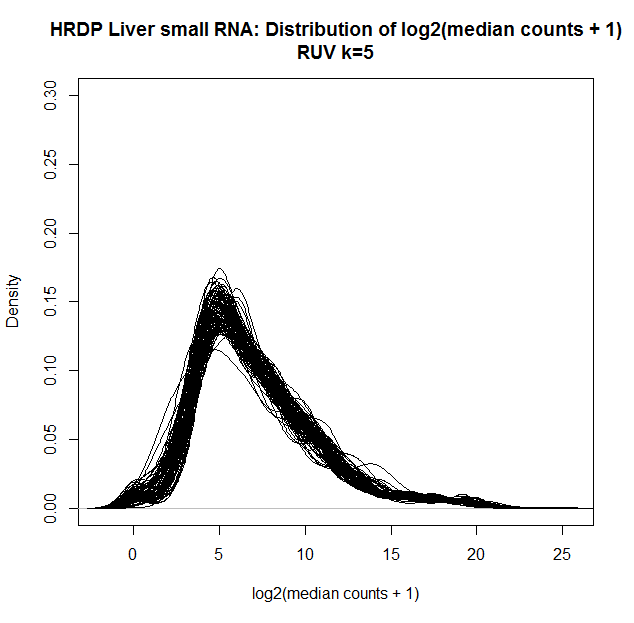 HRDP Liver small RNA: Distribution of log2(median counts + 1)
RUV k=5
0.30
0.25
0.20
0.15
0.10
0.05
0.00
Density
0 5 10 15 20 25
log2(median counts + 1)